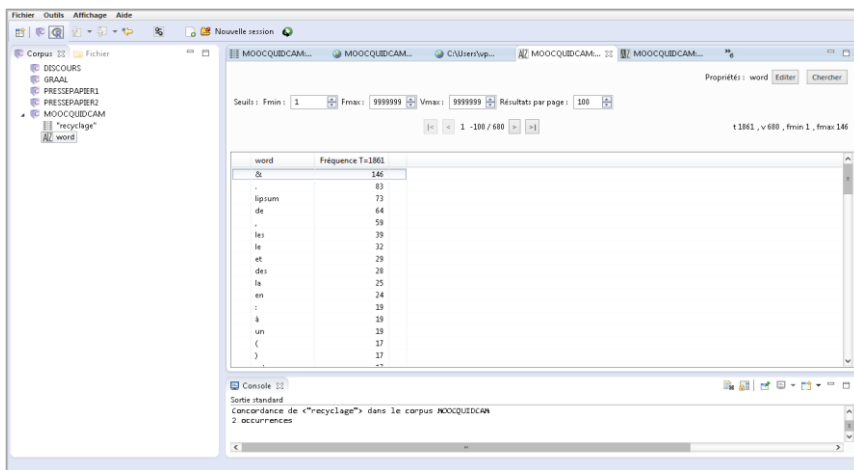 Fichier Outils Affichage Aide
Nouvelle session
Corpus Fichier
DISCOURS
GRAAL
PRESSEPAPIER1
PRESSEPAPIER2
MOOCQUIDCAM
"recyclage"
word
MOOCQUIDCAM:... MOOCQUIDCAM... C:\Users\vp... MOOCQUIDCAM:... MOOCQUIDCAM:... »6
Propriétés : word Editer Chercher
Seuils : Fmin : 1 Fmax : 9999999 Vmax : 9999999 Résultats par page : 100
|< < 1 -100 / 680 > >| t 1861 , v 680 , fmin 1 , fmax 146
word Fréquence T=1861
& 146
. 83
lipsum 73
de 64
, 59
les 39
le 32
et 29
des 28
la 25
en 24
: 19
à 19
un 19
( 17
) 17
Console
Sortie standard
Concordance de <"recyclage"> dans le corpus MOOCQUIDCAM
2 occurrences